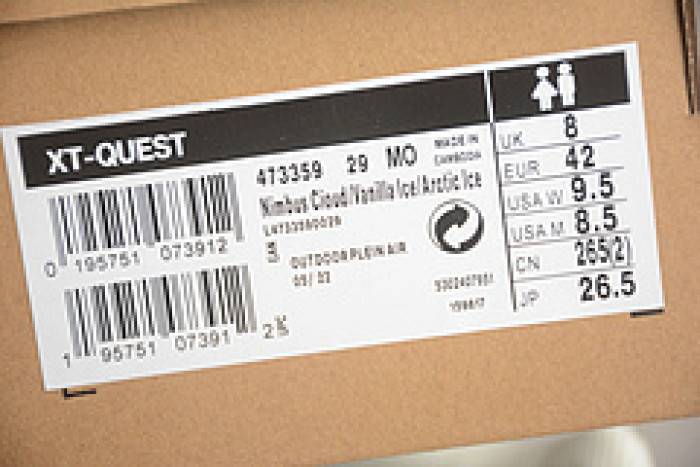 XT-QUEST
473359 29 MO
MADE IN
CAMBODIA
Nimbus Cloud/Vanilla Ice/Arctic Ice
OUTDOOR PLEIN AIR
0 195751 073912
1 95751 07391 2
UK 8
EUR 42
USA W 9.5
USA M 8.5
CN 265(2)
JP 26.5